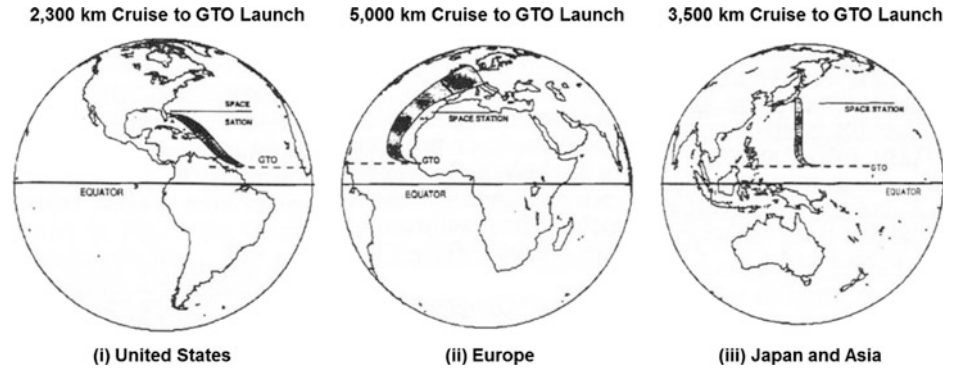 2,300 km Cruise to GTO Launch
5,000 km Cruise to GTO Launch
3,500 km Cruise to GTO Launch
SPACE
SATION
GTO
EQUATOR
SPACE STATION
GTO
EQUATOR
SPACE STATION
GTO
EQUATOR
(i) United States
(ii) Europe
(iii) Japan and Asia